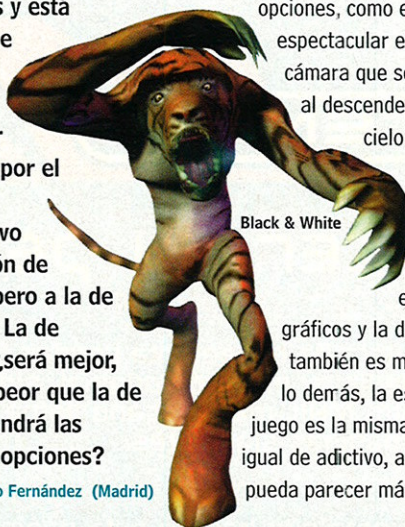 s y está
e
por el
vo
ón de
pero a la de
La de
¿será mejor,
peor que la de
ndrá las
opciones?
o Fernández (Madrid)
opciones, como e
espectacular e
cámara que se
al descende
cielo
Black & White
e
gráficos y la d
también es m
lo demás, la es
juego es la misma
igual de adictivo, a
pueda parecer má